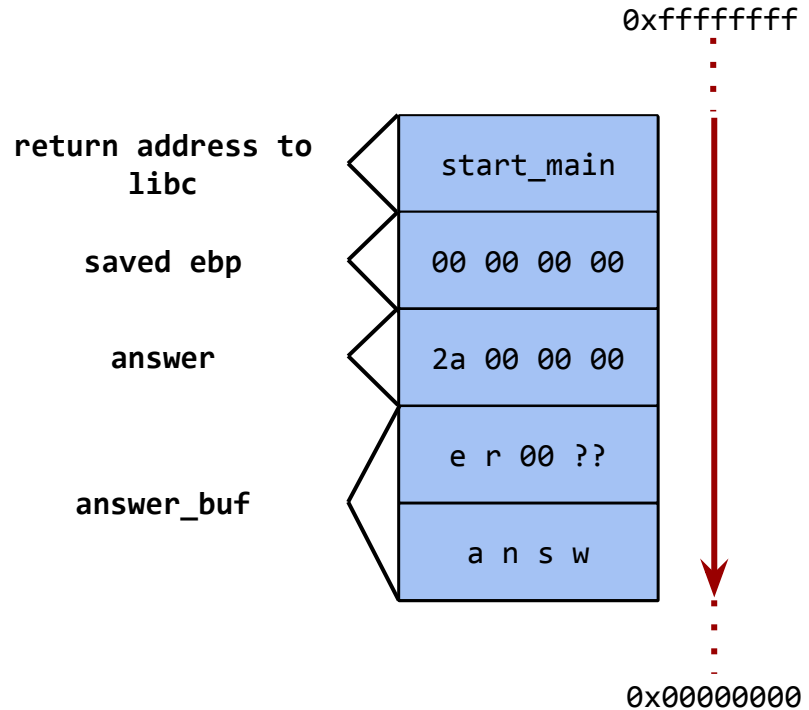 0xffffffff
return address to
libc
start_main
saved ebp
00 00 00 00
answer
2a 00 00 00
e r 00 ??
answer_buf
a n s w
0x00000000